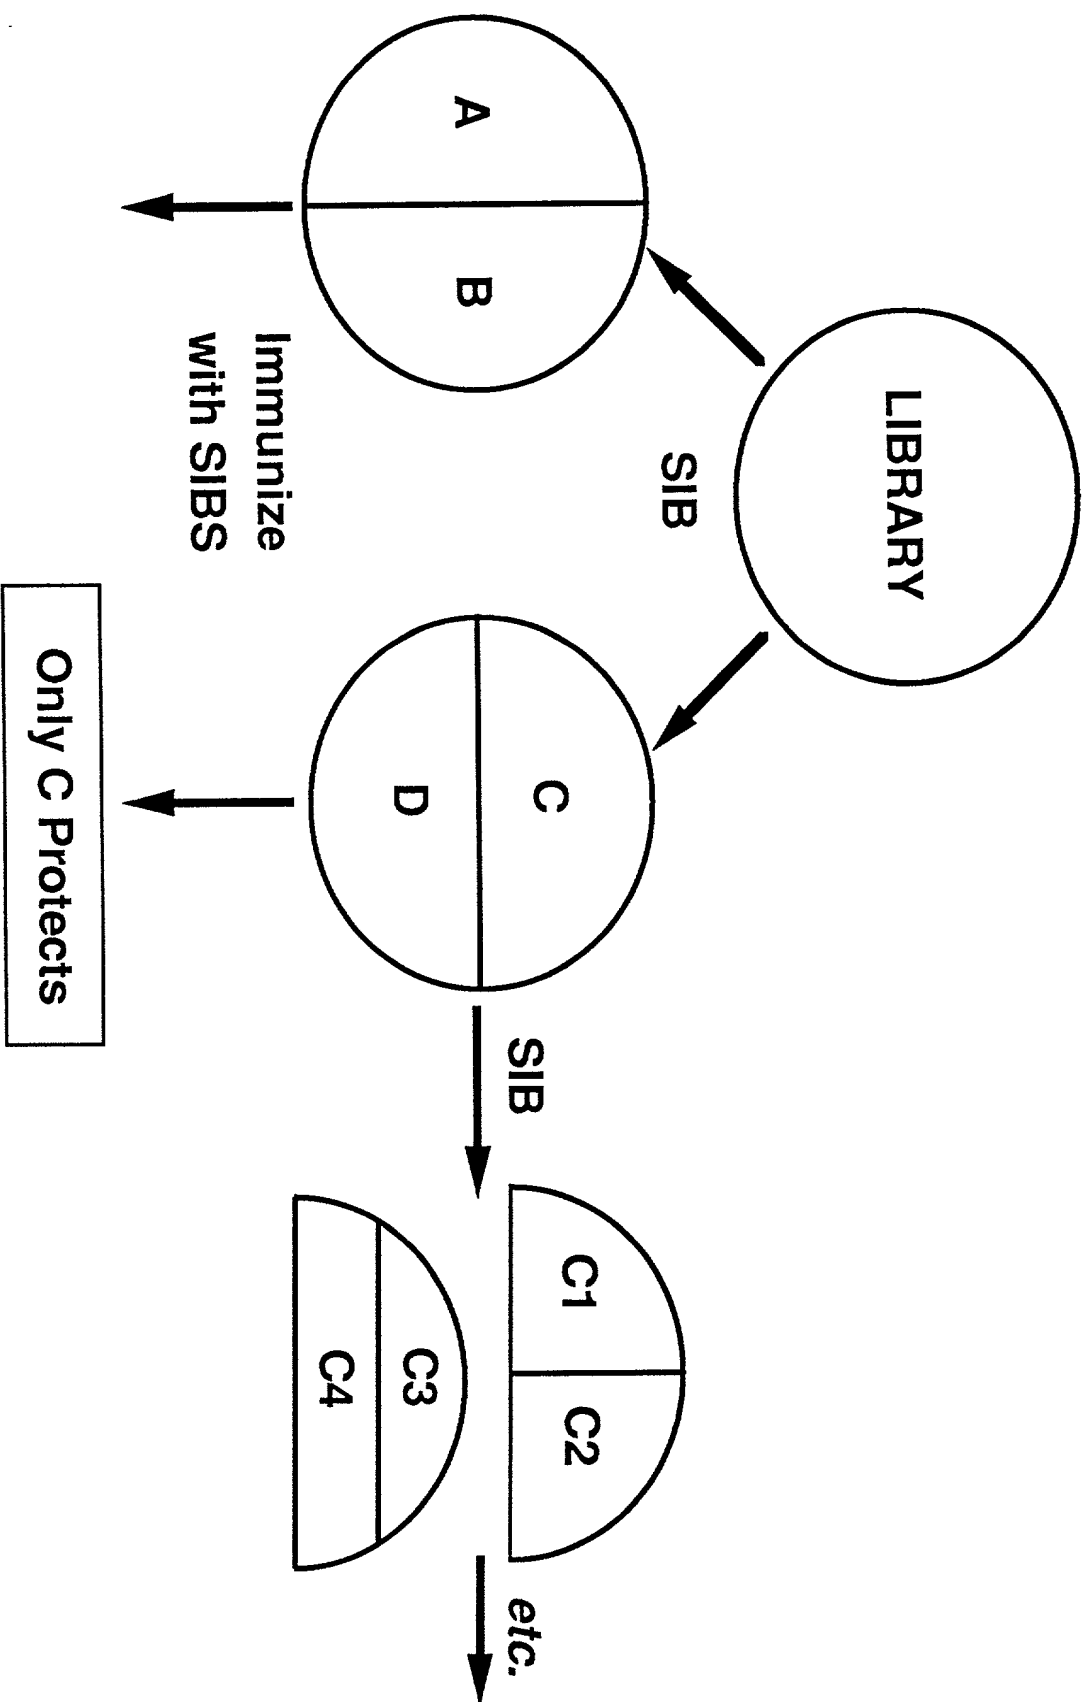 LIBRARY
SIB
A
B
C
D
SIB
C1
C2
C3
C4
etc.
Immunize
with SIBS
Only C Protects